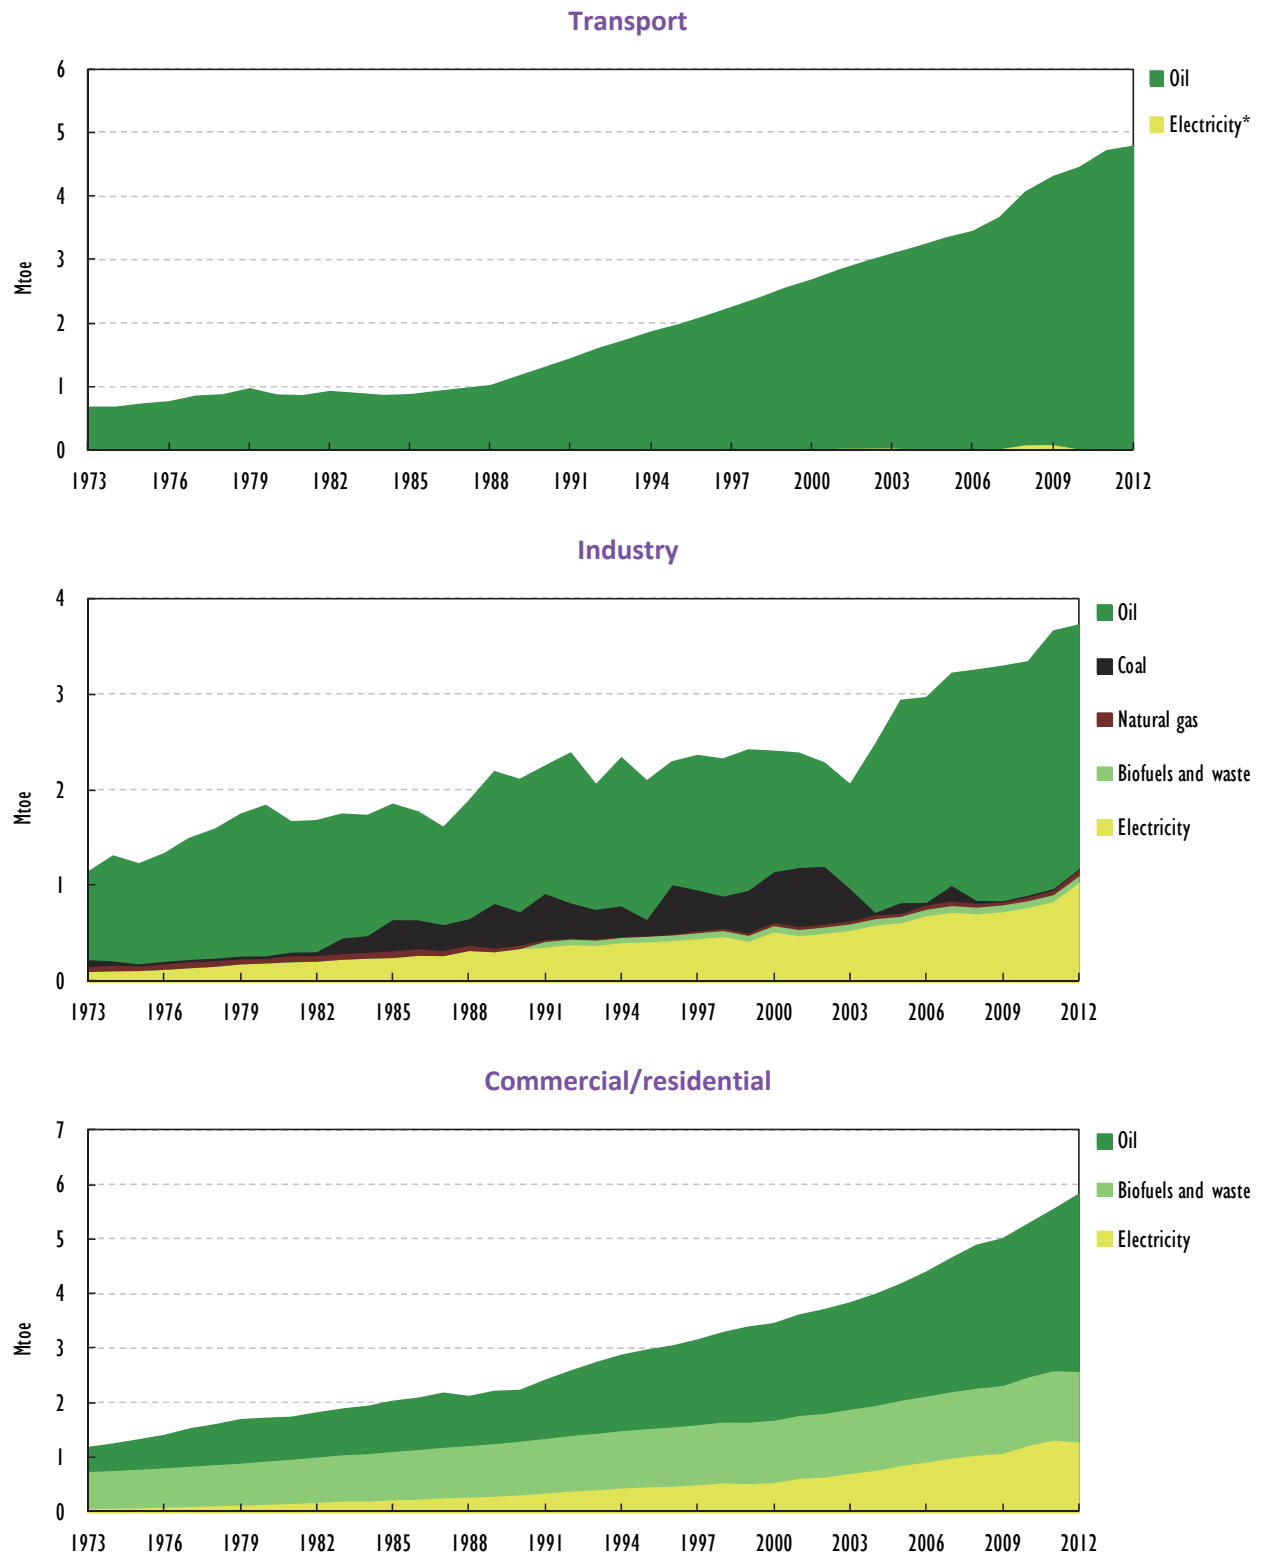 Transport
6
5
4
3
2
1
0
Mtoe
1973 1976 1979 1982 1985 1988 1991 1994 1997 2000 2003 2006 2009 2012
Oil
Electricity*
Industry
4
3
2
1
0
Mtoe
1973 1976 1979 1982 1985 1988 1991 1994 1997 2000 2003 2006 2009 2012
Oil
Coal
Natural gas
Biofuels and waste
Electricity
Commercial/residential
7
6
5
4
3
2
1
0
Mtoe
1973 1976 1979 1982 1985 1988 1991 1994 1997 2000 2003 2006 2009 2012
Oil
Biofuels and waste
Electricity